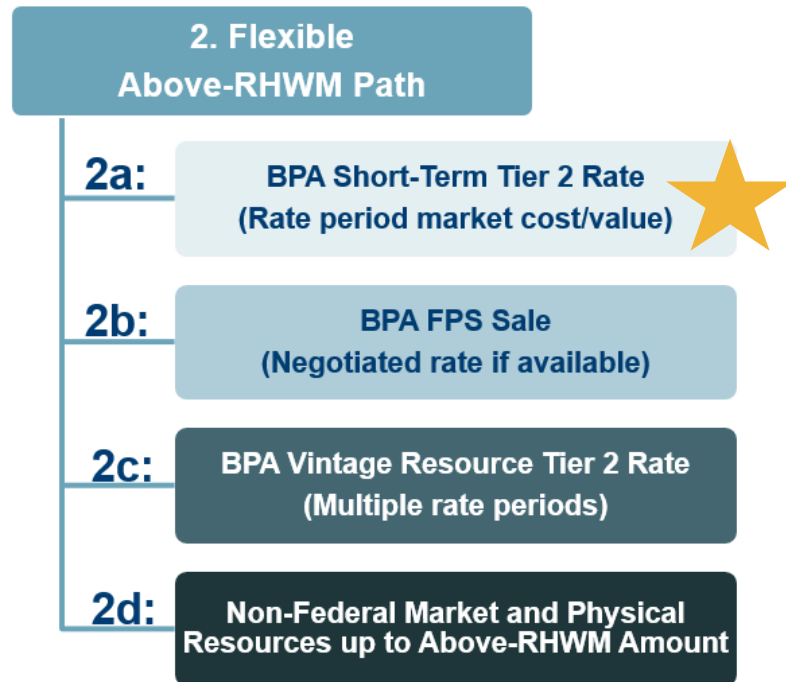 2. Flexible
Above-RHWM Path
2a:
BPA Short-Term Tier 2 Rate
(Rate period market cost/value)
2b:
BPA FPS Sale
(Negotiated rate if available)
2c:
BPA Vintage Resource Tier 2 Rate
(Multiple rate periods)
2d:
Non-Federal Market and Physical
Resources up to Above-RHWM Amount